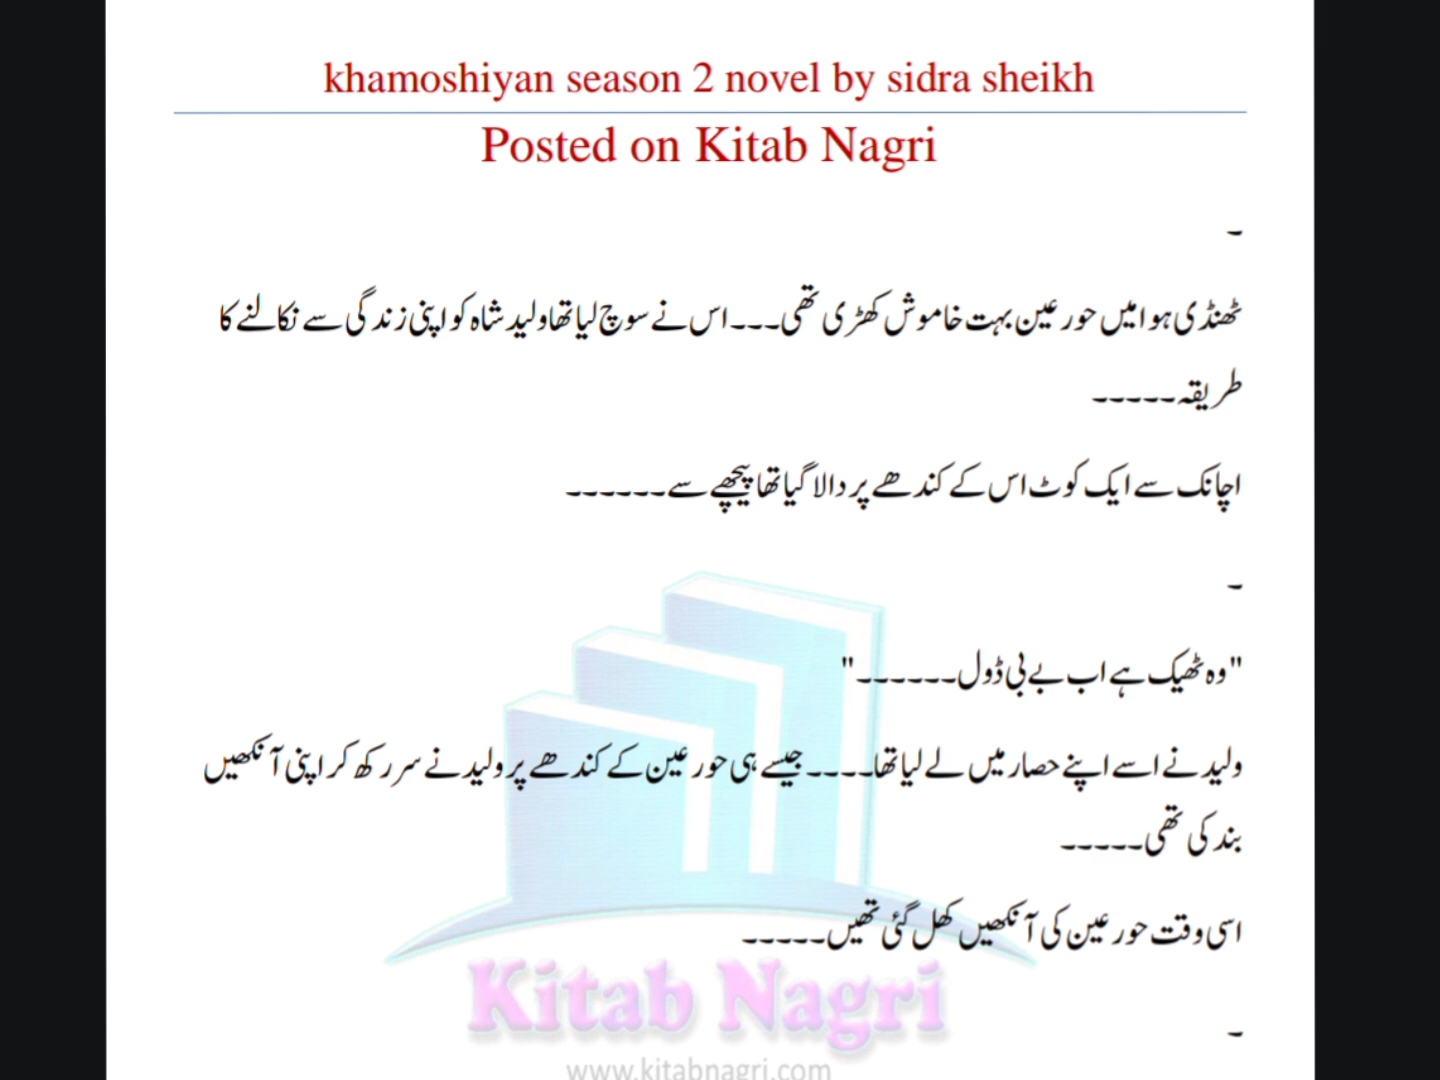 khamoshiyan season 2 novel by sidra sheikh
Posted on Kitab Nagri
۔
ٹھنڈی ہوا میں حورعین بہت خاموش کھڑی تھی۔۔۔اس نے سوچ لیا تھا ولید شاہ کو اپنی زندگی سے نکالنے کا
طریقہ۔۔۔۔۔
اچانک سے ایک کوٹ اس کے کندھے پر دالا گیا تھا پیچھے سے۔۔۔۔۔۔
۔
"وہ ٹھیک ہے اب بے بی ڈول۔۔۔۔۔۔"
ولید نے اسے اپنے حصار میں لے لیا تھا۔۔۔۔جیسے ہی حورعین کے کندھے پر ولید نے سر رکھ کر اپنی آنکھیں
بند کی تھی۔۔۔۔۔
اسی وقت حورعین کی آنکھیں کھل گئی تھیں۔۔۔۔۔
Kitab Nagri
۔
www.kitabnagri.com